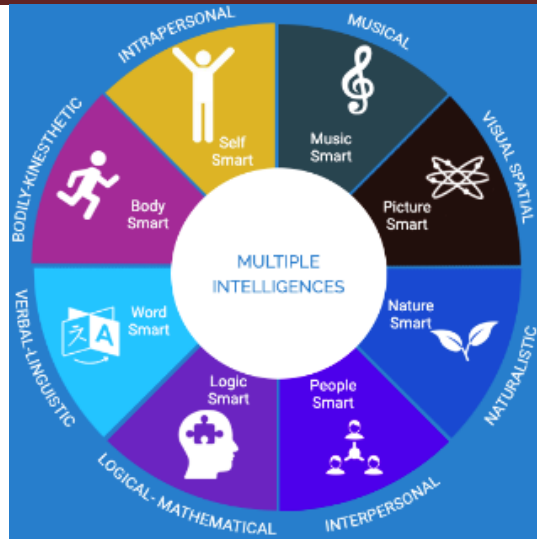 INTRAPERSONAL
MUSICAL
Self
Smart
Music
Smart
BODILY-KINESTHETIC
VISUAL SPATIAL
Body
Smart
Picture
Smart
MULTIPLE
INTELLIGENCES
Word
Smart
Nature
Smart
A
VERBAL-LINGUISTIC
NATURALISTIC
Logic
Smart
People
Smart
LOGICAL- MATHEMATICAL
INTERPERSONAL